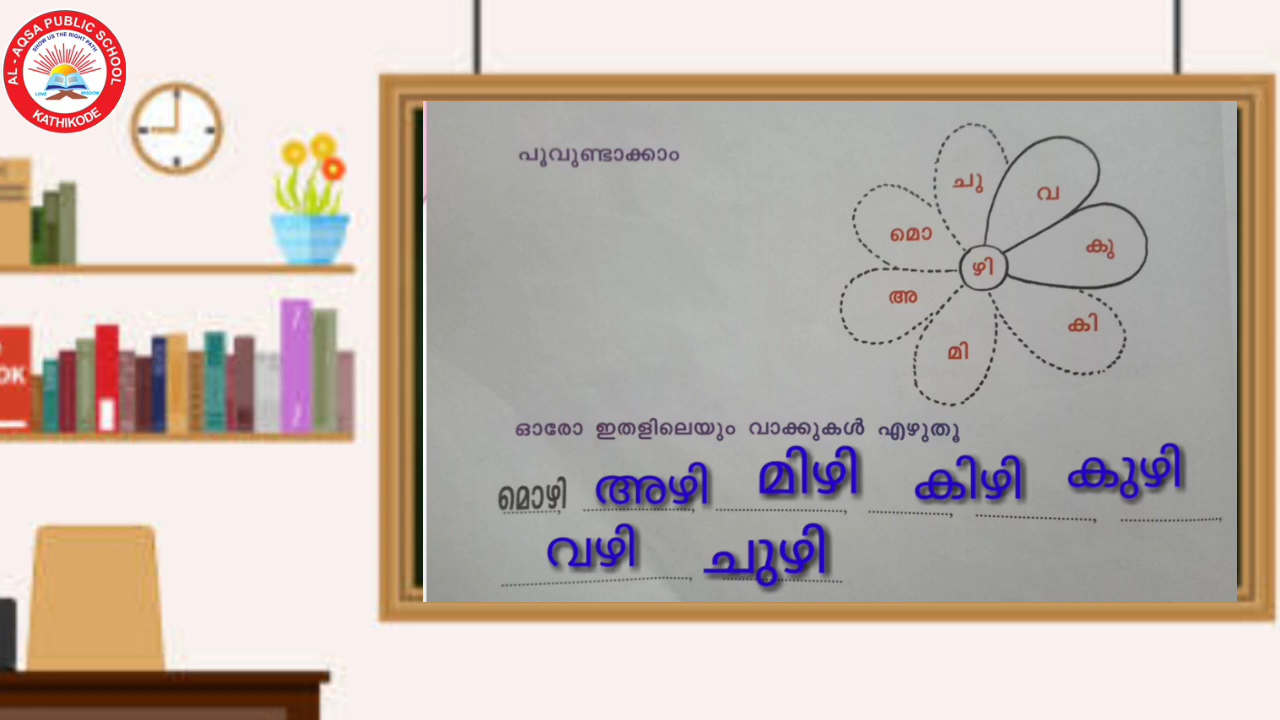 AL - AQSA PUBLIC SCHOOL
SHOW US THE RIGHT PATH
LOVE WISDOM
KATHIKODE
OK
പൂവുണ്ടാക്കാം
ചു
വ
മൊ
കു
ഴി
അ
കി
മി
ഓരോ ഇതളിലെയും വാക്കുകൾ എഴുതൂ
മൊഴി, അഴി, മിഴി, കിഴി, കുഴി,
വഴി, ചുഴി